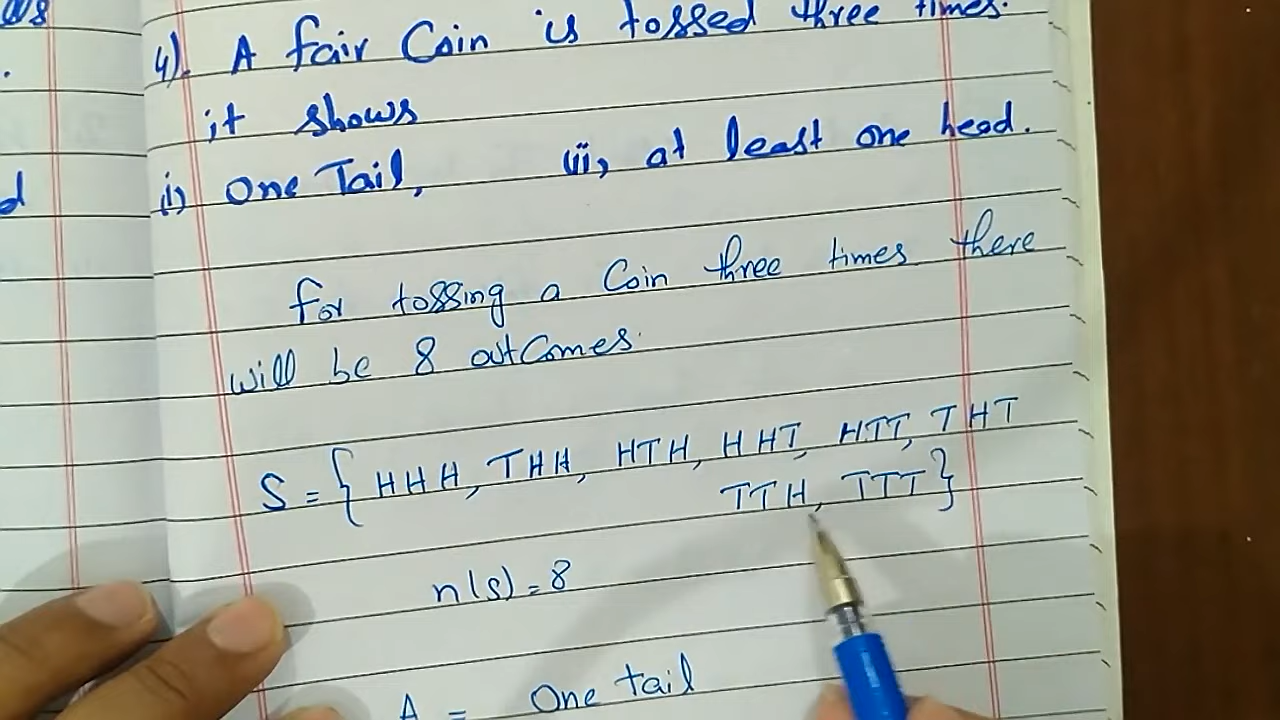 4). A fair Coin is tossed three times.
it shows
(i) One Tail, (ii) at least one head.
For tossing a Coin three times there
will be 8 outComes.
S = { HHH, THH, HTH, HHT, HTT, THT
TTH, TTT }
n(s) = 8
A = One tail